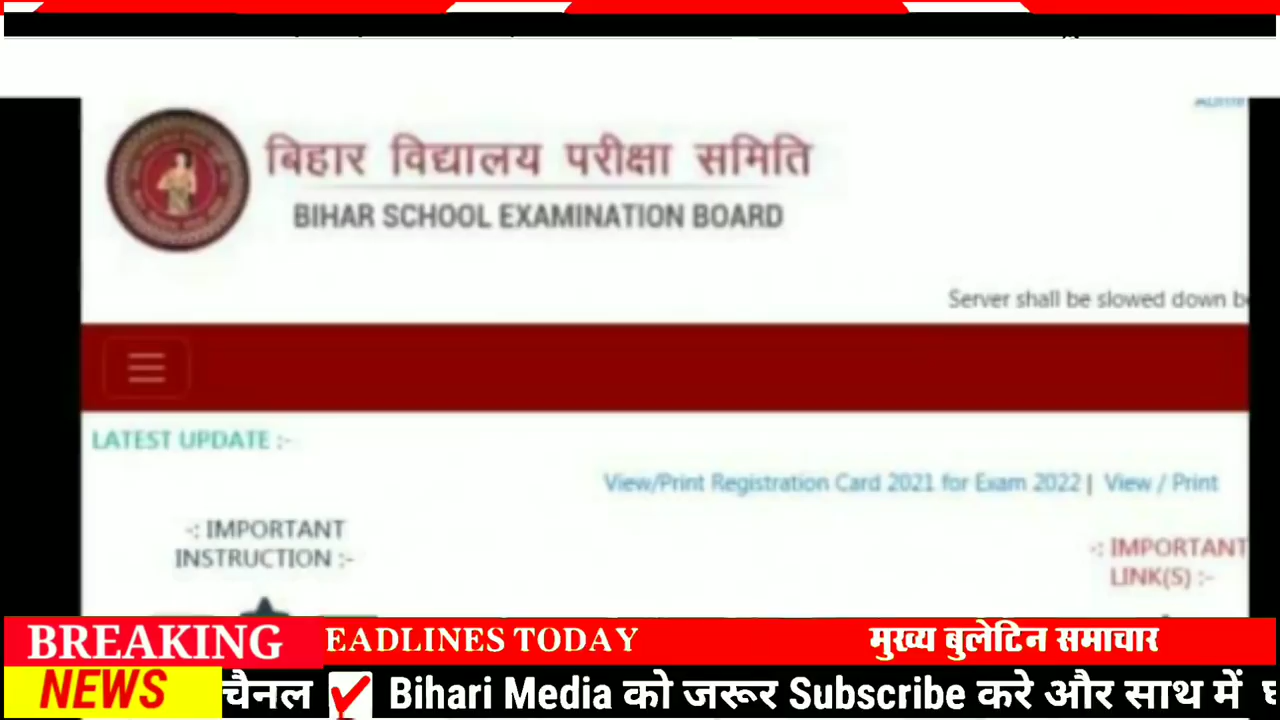 बिहार विद्यालय परीक्षा समिति
BIHAR SCHOOL EXAMINATION BOARD
Server shall be slowed down
LATEST UPDATE :-
View/Print Registration Card 2021 for Exam 2022 | View / Print
-: IMPORTANT
INSTRUCTION :-
-: IMPORTANT
LINK(S) :-
BREAKING
NEWS
EADLINES TODAY मुख्य बुलेटिन समाचार
चैनल Bihari Media को जरूर Subscribe करे और साथ में